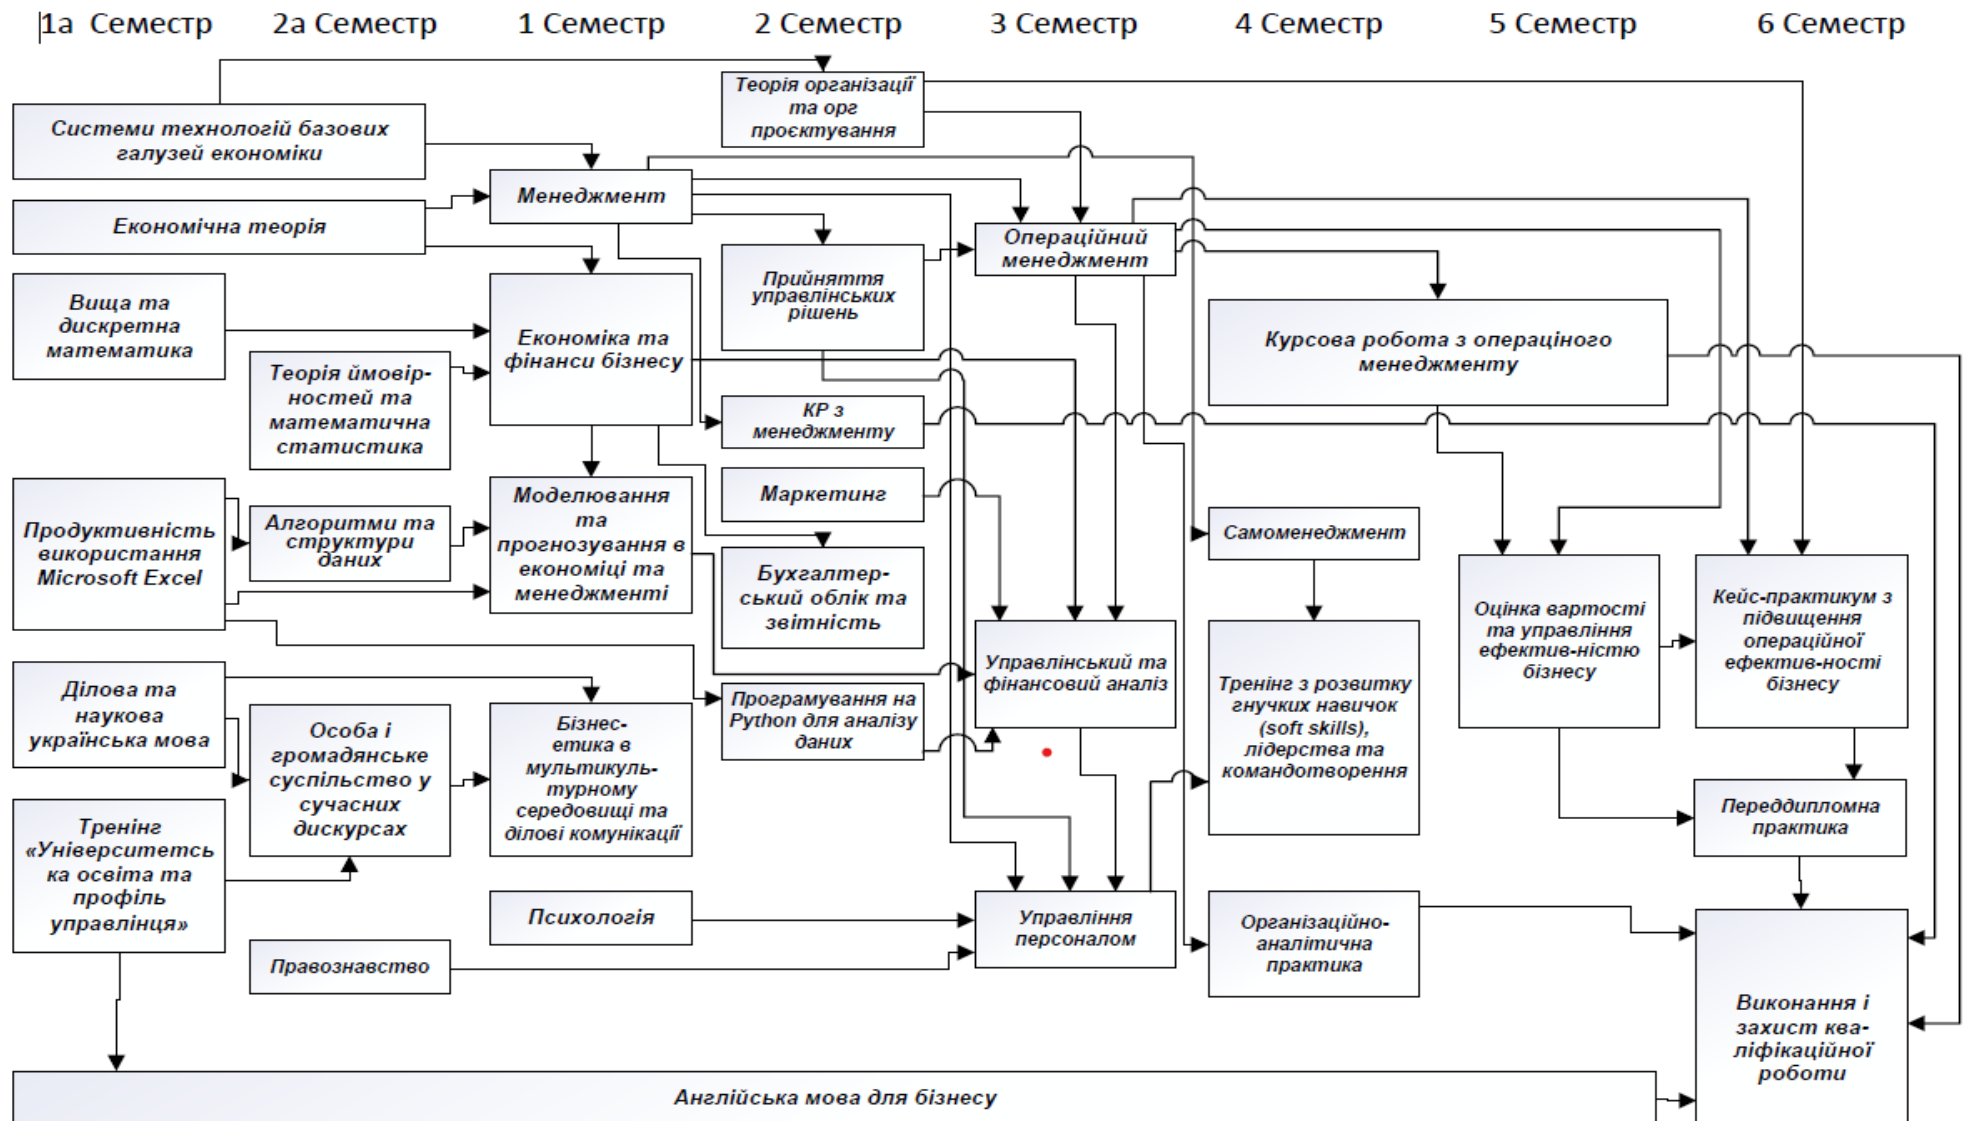 1а Семестр
2а Семестр
1 Семестр
2 Семестр
3 Семестр
4 Семестр
5 Семестр
6 Семестр
Системи технологій базових
галузей економіки
Економічна теорія
Вища та
дискретна
математика
Теорія ймовір-
ностей та
математична
статистика
Продуктивність
використання
Microsoft Excel
Алгоритми та
структури
даних
Ділова та
наукова
українська мова
Особа і
громадянське
суспільство у
сучасних
дискурсах
Тренінг
«Університетсь
ка освіта та
профіль
управлінця»
Правознавство
Менеджмент
Економіка та
фінанси бізнесу
Моделювання
та
прогнозування в
економіці та
менеджменті
Бізнес-
етика в
мультикуль-
турному
середовищі та
ділові комунікації
Психологія
Теорія організації
та орг
проєктування
Прийняття
управлінських
рішень
КР з
менеджменту
Маркетинг
Бухгалтер-
ський облік та
звітність
Програмування на
Python для аналізу
даних
Операційний
менеджмент
Управлінський та
фінансовий аналіз
Управління
персоналом
Курсова робота з операціного
менеджменту
Самоменеджмент
Тренінг з розвитку
гнучких навичок
(soft skills),
лідерства та
командотворення
Організаційно-
аналітична
практика
Оцінка вартості
та управління
ефектив-ністю
бізнесу
Кейс-практикум з
підвищення
операційної
ефектив-ності
бізнесу
Переддипломна
практика
Виконання і
захист ква-
ліфікаційної
роботи
Англійська мова для бізнесу